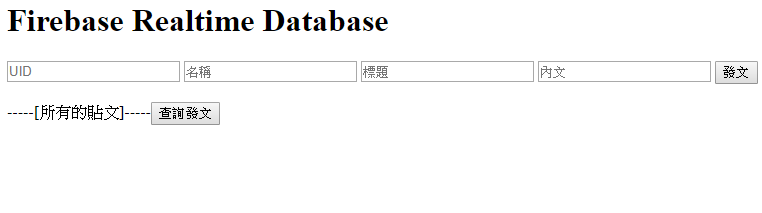 Firebase Realtime Database
UID 名稱 標題 內文 發文
-----[所有的貼文]-----查詢發文